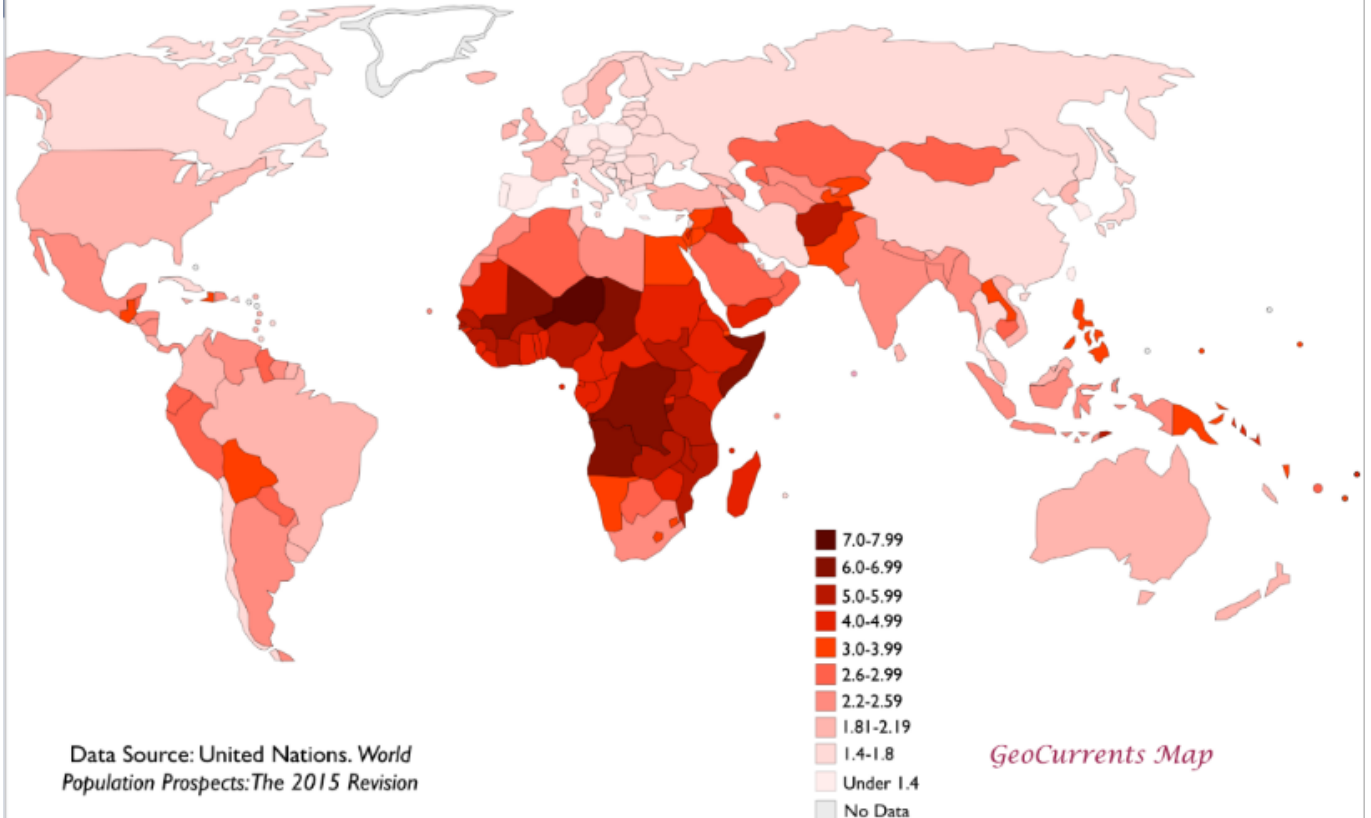 7.0-7.99
6.0-6.99
5.0-5.99
4.0-4.99
3.0-3.99
2.6-2.99
2.2-2.59
1.81-2.19
1.4-1.8
Under 1.4
No Data
Data Source: United Nations. World
Population Prospects: The 2015 Revision
GeoCurrents Map